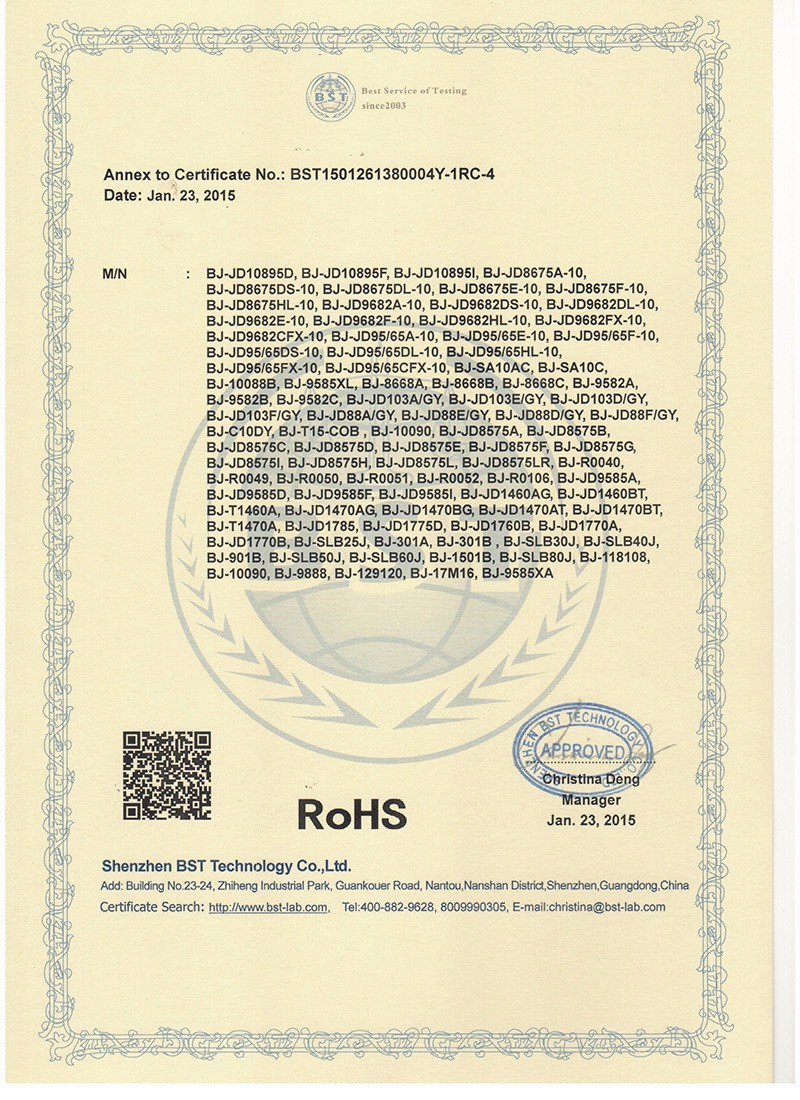 BST
Best Service of Testing
since2003
Annex to Certificate No.: BST1501261380004Y-1RC-4
Date: Jan. 23, 2015
M/N : BJ-JD10895D, BJ-JD10895F, BJ-JD10895I, BJ-JD8675A-10,
BJ-JD8675DS-10, BJ-JD8675DL-10, BJ-JD8675E-10, BJ-JD8675F-10,
BJ-JD8675HL-10, BJ-JD9682A-10, BJ-JD9682DS-10, BJ-JD9682DL-10,
BJ-JD9682E-10, BJ-JD9682F-10, BJ-JD9682HL-10, BJ-JD9682FX-10,
BJ-JD9682CFX-10, BJ-JD95/65A-10, BJ-JD95/65E-10, BJ-JD95/65F-10,
BJ-JD95/65DS-10, BJ-JD95/65DL-10, BJ-JD95/65HL-10,
BJ-JD95/65FX-10, BJ-JD95/65CFX-10, BJ-SA10AC, BJ-SA10C,
BJ-10088B, BJ-9585XL, BJ-8668A, BJ-8668B, BJ-8668C, BJ-9582A,
BJ-9582B, BJ-9582C, BJ-JD103A/GY, BJ-JD103E/GY, BJ-JD103D/GY,
BJ-JD103F/GY, BJ-JD88A/GY, BJ-JD88E/GY, BJ-JD88D/GY, BJ-JD88F/GY,
BJ-C10DY, BJ-T15-COB , BJ-10090, BJ-JD8575A, BJ-JD8575B,
BJ-JD8575C, BJ-JD8575D, BJ-JD8575E, BJ-JD8575F, BJ-JD8575G,
BJ-JD8575I, BJ-JD8575H, BJ-JD8575L, BJ-JD8575LR, BJ-R0040,
BJ-R0049, BJ-R0050, BJ-R0051, BJ-R0052, BJ-R0106, BJ-JD9585A,
BJ-JD9585D, BJ-JD9585F, BJ-JD9585I, BJ-JD1460AG, BJ-JD1460BT,
BJ-T1460A, BJ-JD1470AG, BJ-JD1470BG, BJ-JD1470AT, BJ-JD1470BT,
BJ-T1470A, BJ-JD1785, BJ-JD1775D, BJ-JD1760B, BJ-JD1770A,
BJ-JD1770B, BJ-SLB25J, BJ-301A, BJ-301B , BJ-SLB30J, BJ-SLB40J,
BJ-901B, BJ-SLB50J, BJ-SLB60J, BJ-1501B, BJ-SLB80J, BJ-118108,
BJ-10090, BJ-9888, BJ-129120, BJ-17M16, BJ-9585XA
BST TECHNOLOGY
APPROVED
Christina Deng
Manager
Jan. 23, 2015
RoHS
Shenzhen BST Technology Co.,Ltd.
Add: Building No.23-24, Zhiheng Industrial Park, Guankouer Road, Nantou,Nanshan District,Shenzhen,Guangdong,China
Certificate Search: http://www.bst-lab.com, Tel:400-882-9628, 8009990305, E-mail:christina@bst-lab.com